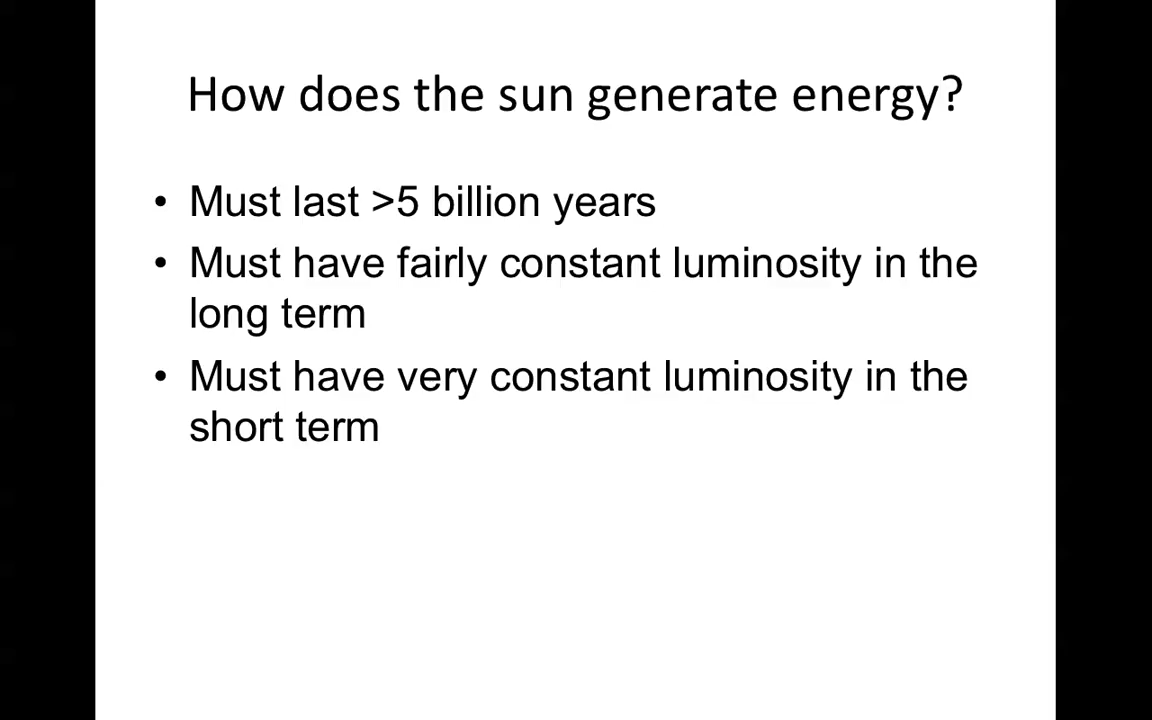 How does the sun generate energy?
• Must last >5 billion years
• Must have fairly constant luminosity in the
long term
• Must have very constant luminosity in the
short term